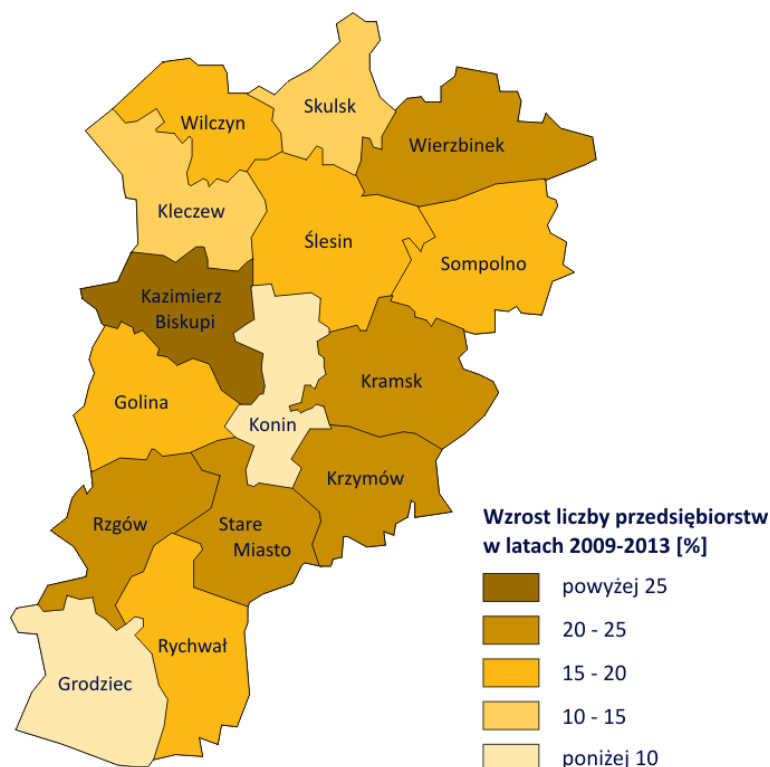 Skulsk
Wilczyn
Wierzbinek
Kleczew
Ślesin
Sompolno
Kazimierz
Biskupi
Kramsk
Golina
Konin
Krzymów
Rzgów
Stare
Miasto
Rychwał
Grodziec
Wzrost liczby przedsiębiorstw
w latach 2009-2013 [%]
powyżej 25
20 - 25
15 - 20
10 - 15
poniżej 10